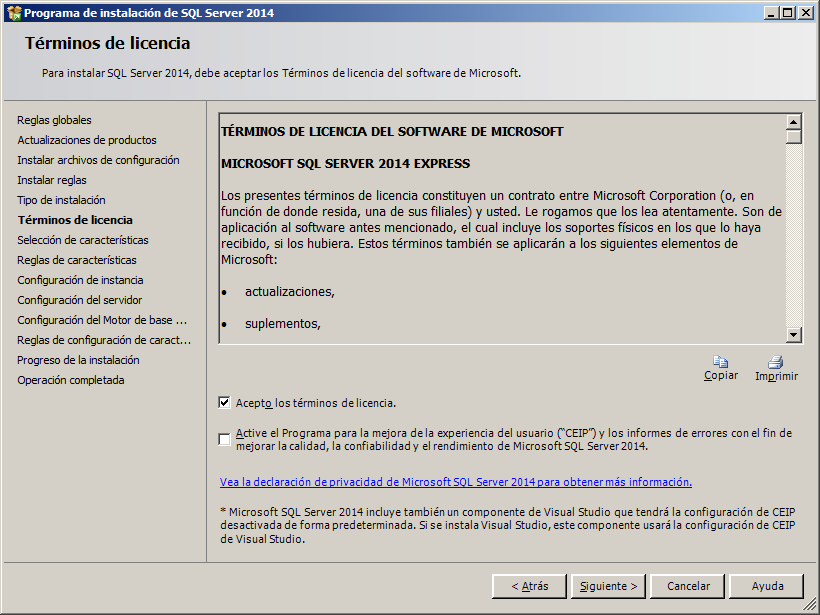 Programa de instalación de SQL Server 2014
Términos de licencia
Para instalar SQL Server 2014, debe aceptar los Términos de licencia del software de Microsoft.
Reglas globales
Actualizaciones de productos
Instalar archivos de configuración
Instalar reglas
Tipo de instalación
Términos de licencia
Selección de características
Reglas de características
Configuración de instancia
Configuración del servidor
Configuración del Motor de base ...
Reglas de configuración de caract...
Progreso de la instalación
Operación completada
TÉRMINOS DE LICENCIA DEL SOFTWARE DE MICROSOFT
MICROSOFT SQL SERVER 2014 EXPRESS
Los presentes términos de licencia constituyen un contrato entre Microsoft Corporation (o, en
función de donde resida, una de sus filiales) y usted. Le rogamos que los lea atentamente. Son de
aplicación al software antes mencionado, el cual incluye los soportes físicos en los que lo haya
recibido, si los hubiera. Estos términos también se aplicarán a los siguientes elementos de
Microsoft:
• actualizaciones,
• suplementos,
Copiar
Imprimir
Acepto los términos de licencia.
Active el Programa para la mejora de la experiencia del usuario ("CEIP") y los informes de errores con el fin de
mejorar la calidad, la confiabilidad y el rendimiento de Microsoft SQL Server 2014.
Vea la declaración de privacidad de Microsoft SQL Server 2014 para obtener más información.
* Microsoft SQL Server 2014 incluye también un componente de Visual Studio que tendrá la configuración de CEIP
desactivada de forma predeterminada. Si se instala Visual Studio, este componente usará la configuración de CEIP
de Visual Studio.
< Atrás
Siguiente >
Cancelar
Ayuda